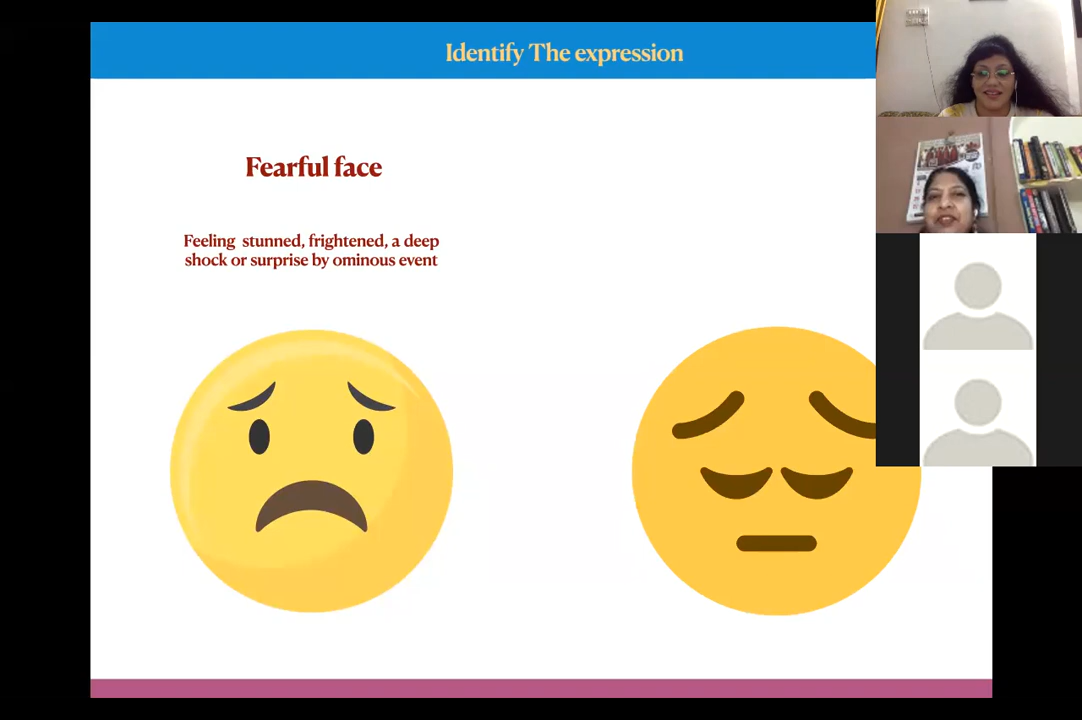 Identify The expression
Fearful face
Feeling stunned, frightened, a deep
shock or surprise by ominous event